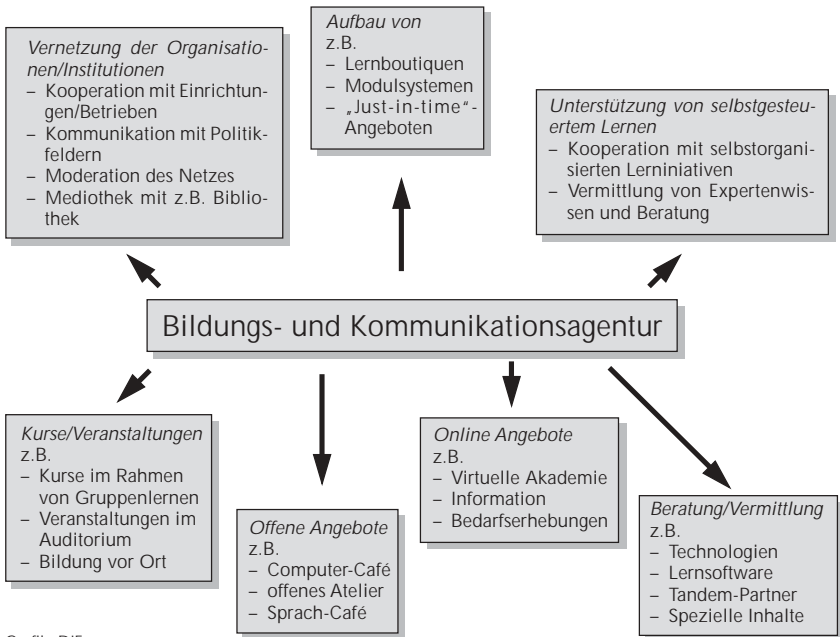 Vernetzung der Organisatio-
nen/Institutionen
– Kooperation mit Einrichtun-
gen/Betrieben
– Kommunikation mit Politik-
feldern
– Moderation des Netzes
– Mediothek mit z.B. Biblio-
thek
Aufbau von
z.B.
– Lernboutiquen
– Modulsystemen
– „Just-in-time“-
Angeboten
Unterstützung von selbstgesteu-
ertem Lernen
– Kooperation mit selbstorgani-
sierten Lerniniativen
– Vermittlung von Expertenwis-
sen und Beratung
Bildungs- und Kommunikationsagentur
Kurse/Veranstaltungen
z.B.
– Kurse im Rahmen
von Gruppenlernen
– Veranstaltungen im
Auditorium
– Bildung vor Ort
Offene Angebote
z.B.
– Computer-Café
– offenes Atelier
– Sprach-Café
Online Angebote
z.B.
– Virtuelle Akademie
– Information
– Bedarfserhebungen
Beratung/Vermittlung
z.B.
– Technologien
– Lernsoftware
– Tandem-Partner
– Spezielle Inhalte